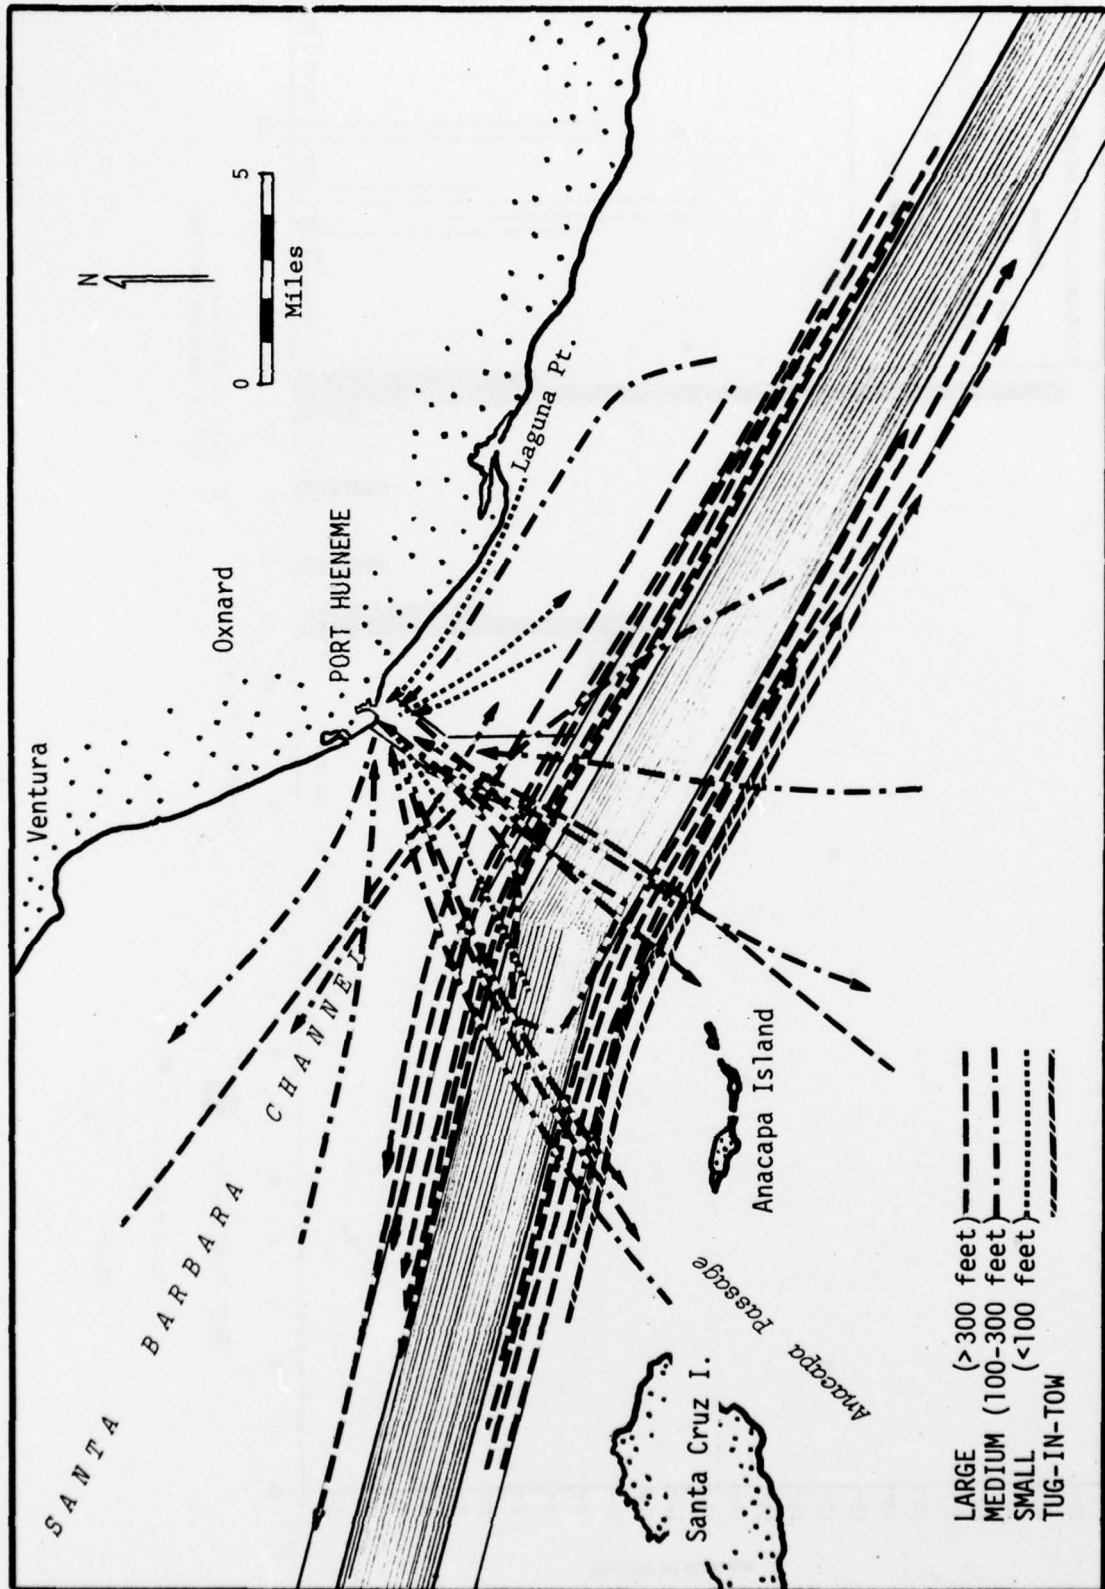 Ventura
Oxnard
PORT HUENEME
N
0 5
Miles
Laguna Pt.
SANTA BARBARA CHANNEL
Anacapa Island
Anacapa Passage
Santa Cruz I.
LARGE (>300 feet)
MEDIUM (100-300 feet)
SMALL (<100 feet)
TUG-IN-TOW